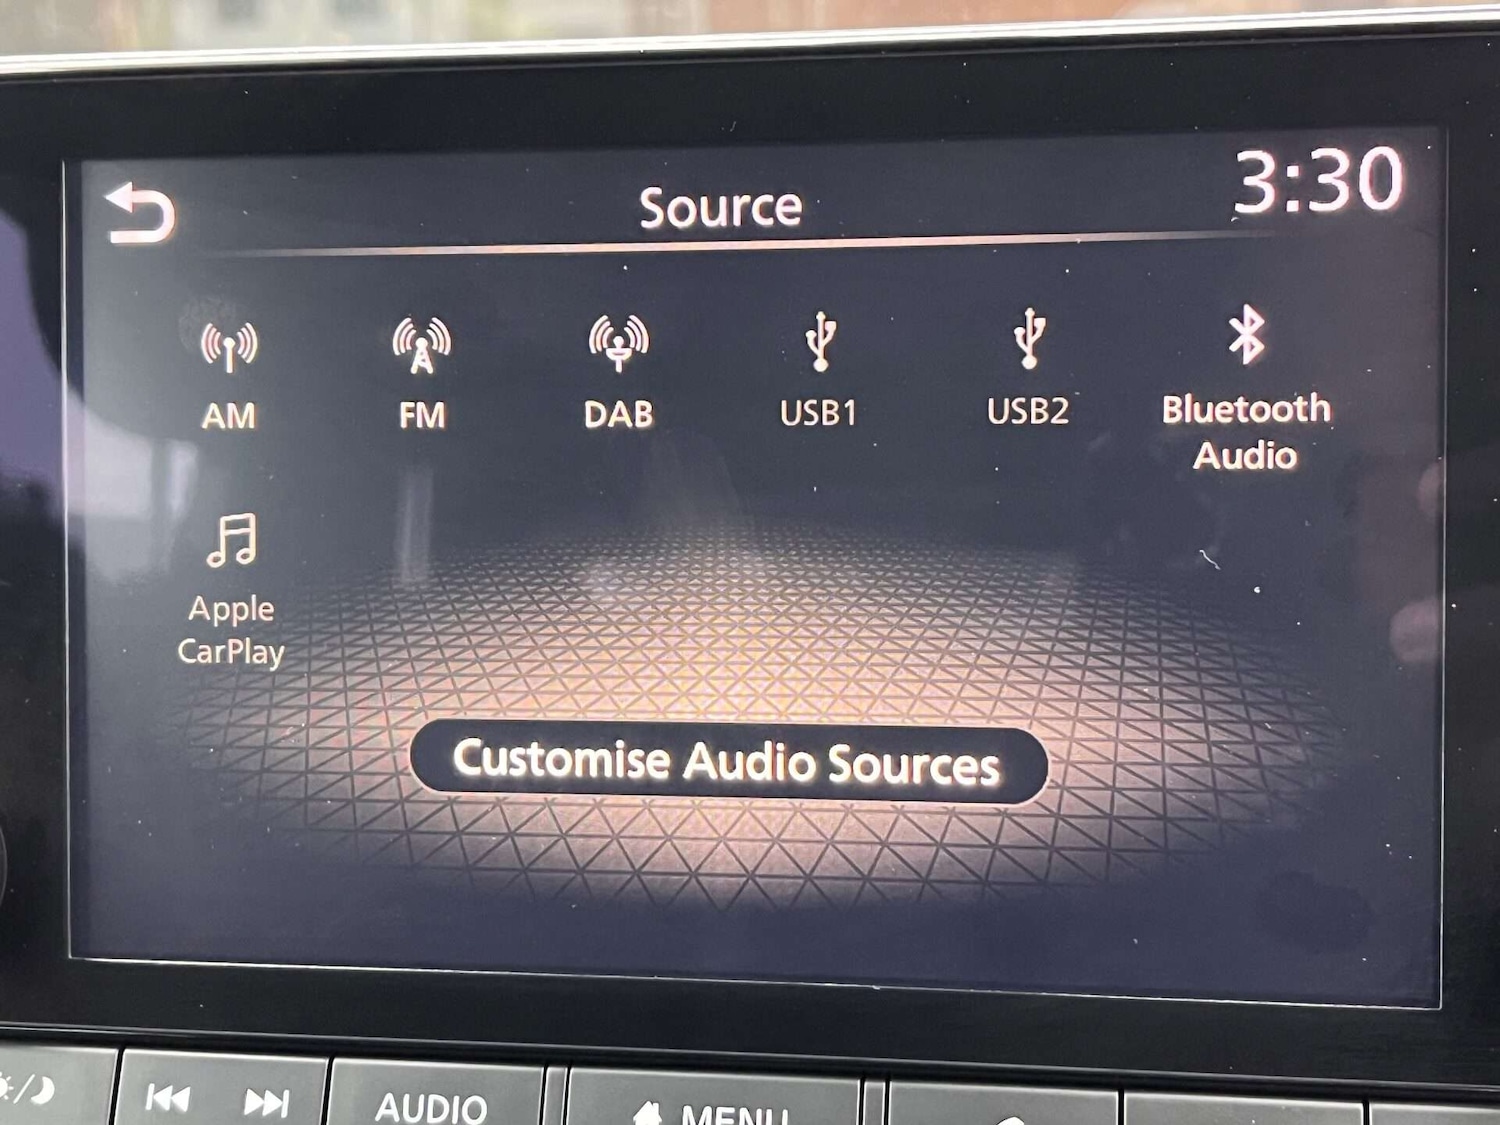 Source
3:30
AM
FM
DAB
USB1
USB2
Bluetooth
Audio
Apple
CarPlay
Customise Audio Sources
AUDIO
MENU